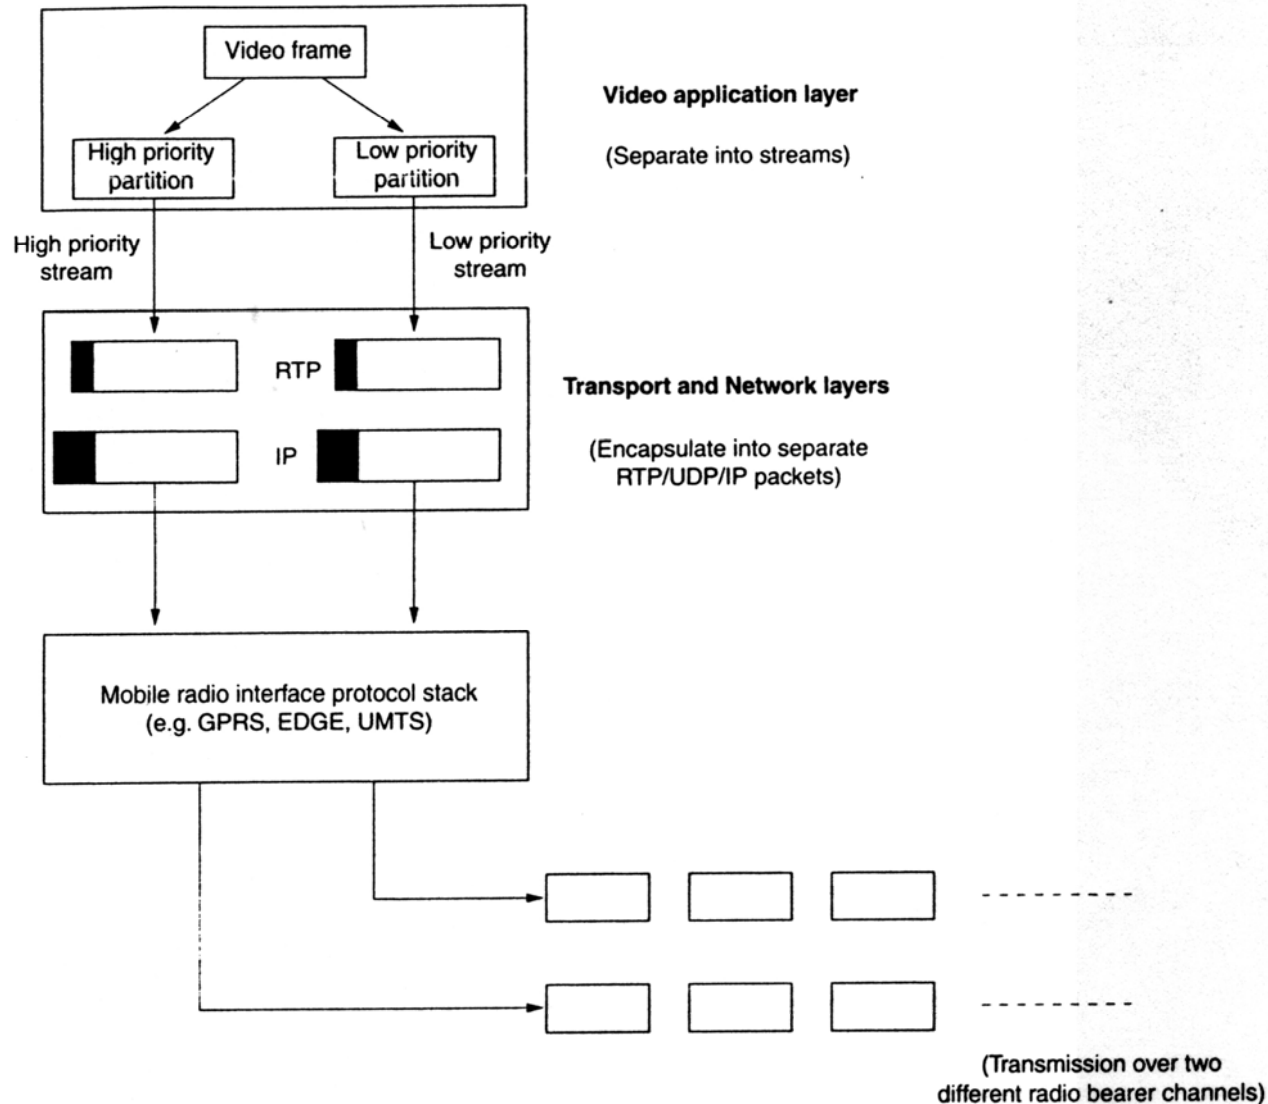 Video frame
Video application layer
High priority
partition
Low priority
partition
(Separate into streams)
High priority
stream
Low priority
stream
RTP
Transport and Network layers
IP
(Encapsulate into separate
RTP/UDP/IP packets)
Mobile radio interface protocol stack
(e.g. GPRS, EDGE, UMTS)
(Transmission over two
different radio bearer channels)